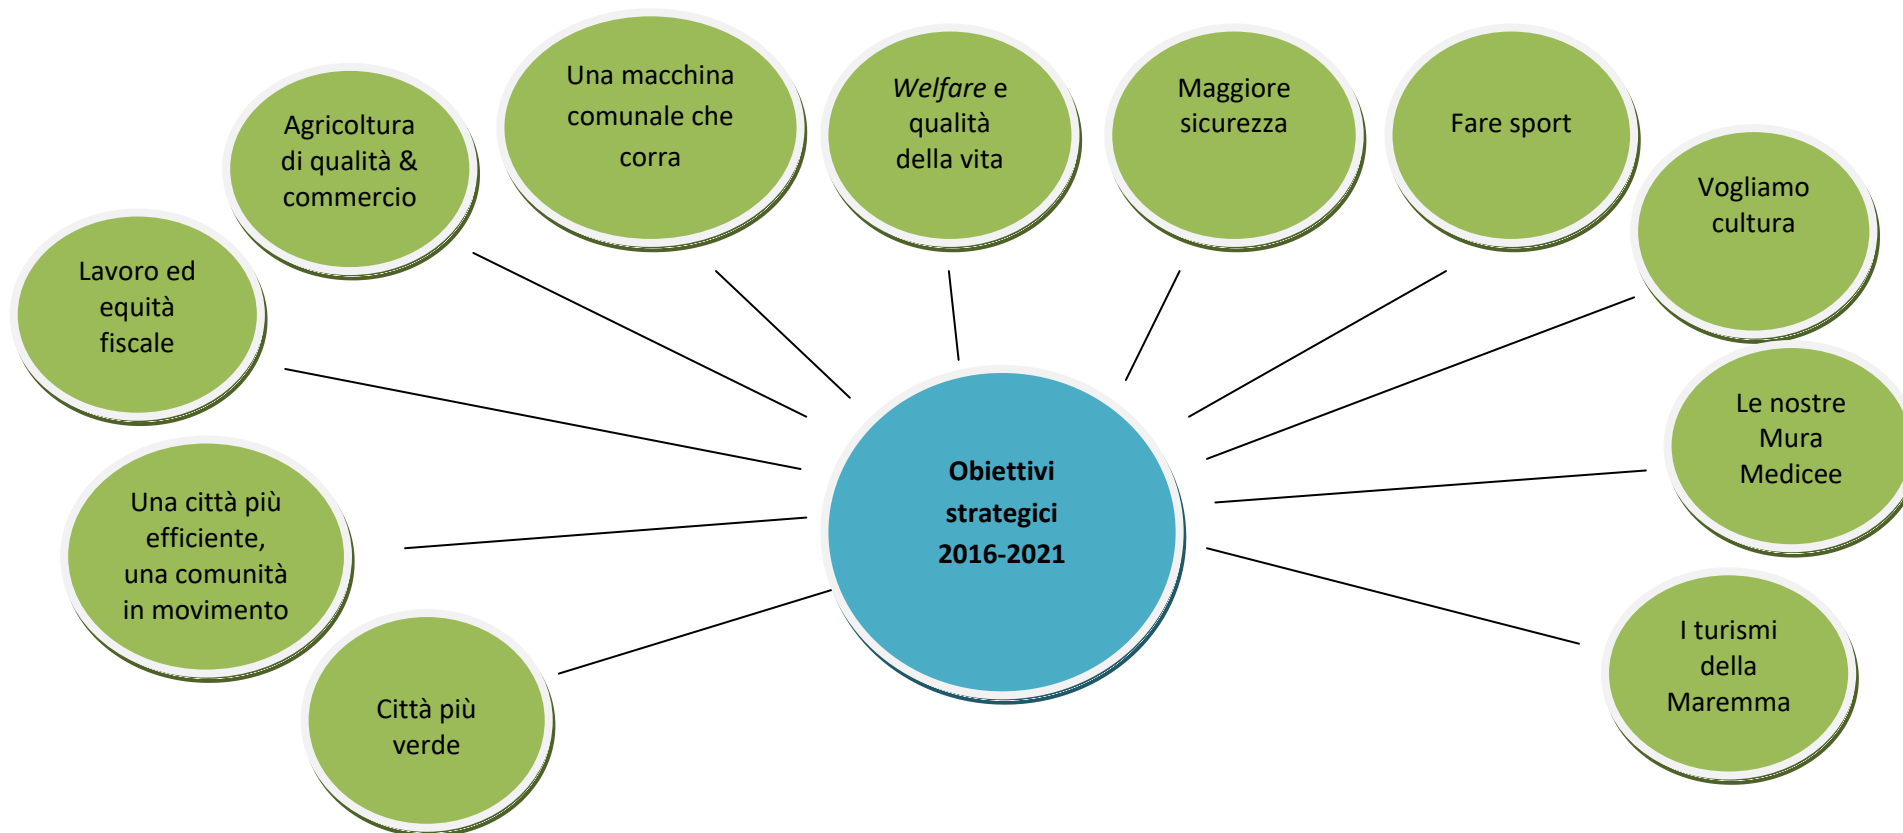 Una macchina
comunale che
corra
Welfare e
qualità
della vita
Maggiore
sicurezza
Fare sport
Agricoltura
di qualità &
commercio
Vogliamo
cultura
Lavoro ed
equità
fiscale
Le nostre
Mura
Medicee
Obiettivi
strategici
2016-2021
Una città più
efficiente,
una comunità
in movimento
I turismi
della
Maremma
Città più
verde